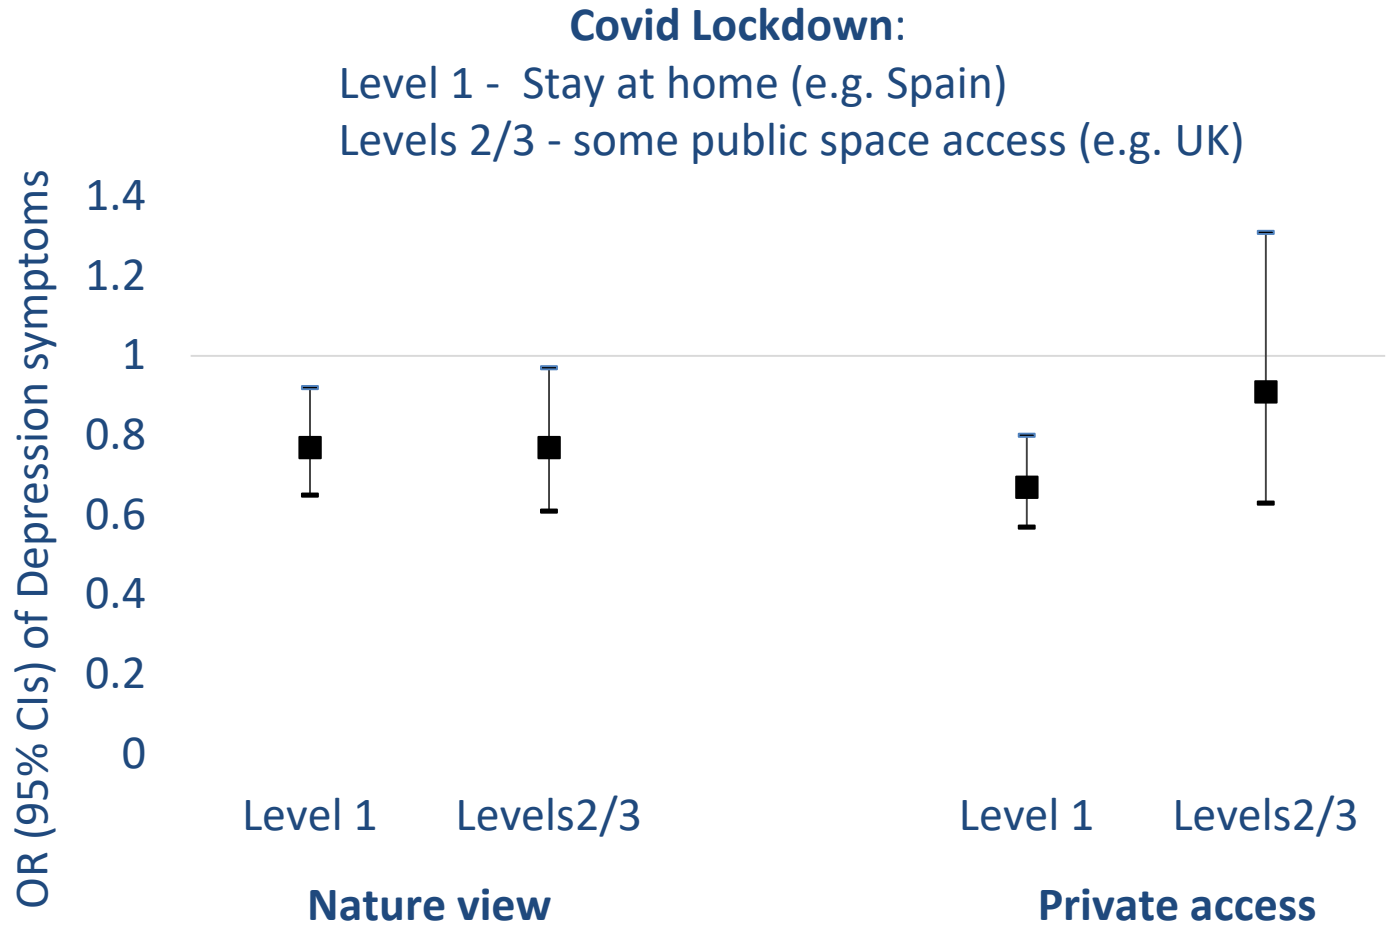 Covid Lockdown:
Level 1 - Stay at home (e.g. Spain)
Levels 2/3 - some public space access (e.g. UK)
OR (95% CIs) of Depression symptoms
1.4
1.2
1
0.8
0.6
0.4
0.2
0
Level 1 Levels2/3 Level 1 Levels2/3
Nature view Private access